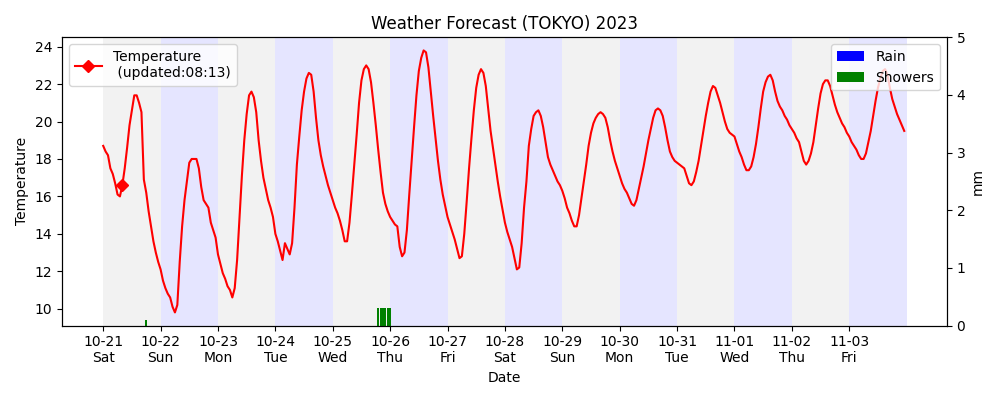 Weather Forecast (TOKYO) 2023
Temperature
(updated:08:13)
Rain
Showers
Temperature
24
22
20
18
16
14
12
10
5
4
3
2
1
0
mm
10-21 10-22 10-23 10-24 10-25 10-26 10-27 10-28 10-29 10-30 10-31 11-01 11-02 11-03
Sat Sun Mon Tue Wed Thu Fri Sat Sun Mon Tue Wed Thu Fri
Date